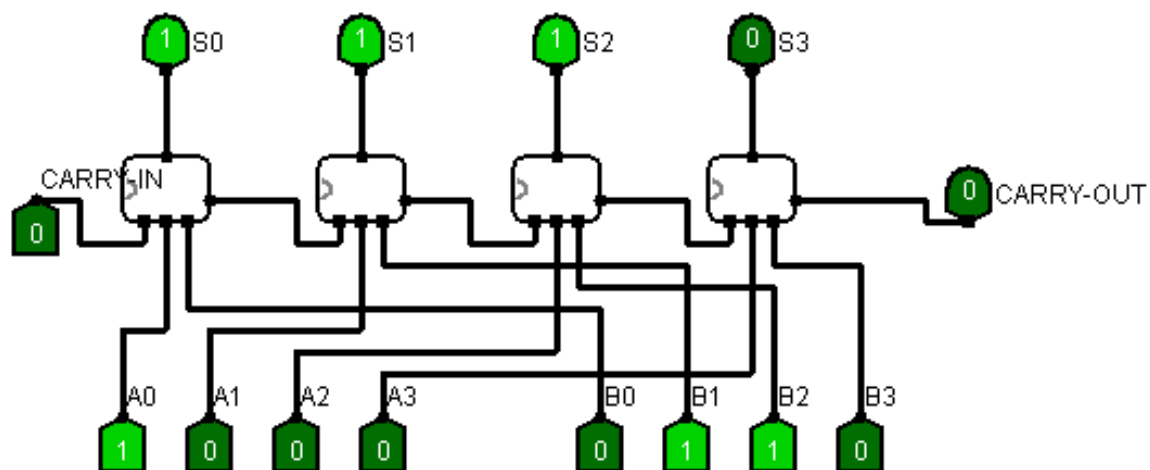 1 S0 1 S1 1 S2 0 S3
CARRY-IN 0 CARRY-OUT
0
A0 A1 A2 A3 B0 B1 B2 B3
1 0 0 0 0 1 1 0